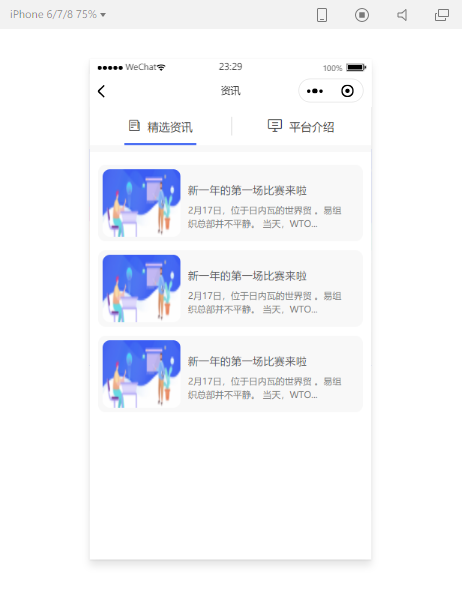 iPhone 6/7/8 75%
WeChat 23:29 100%
资讯
精选资讯 平台介绍
新一年的第一场比赛来啦
2月17日，位于日内瓦的世界贸 。易组
织总部并不平静。 当天，WTO...
新一年的第一场比赛来啦
2月17日，位于日内瓦的世界贸 。易组
织总部并不平静。 当天，WTO...
新一年的第一场比赛来啦
2月17日，位于日内瓦的世界贸 。易组
织总部并不平静。 当天，WTO...